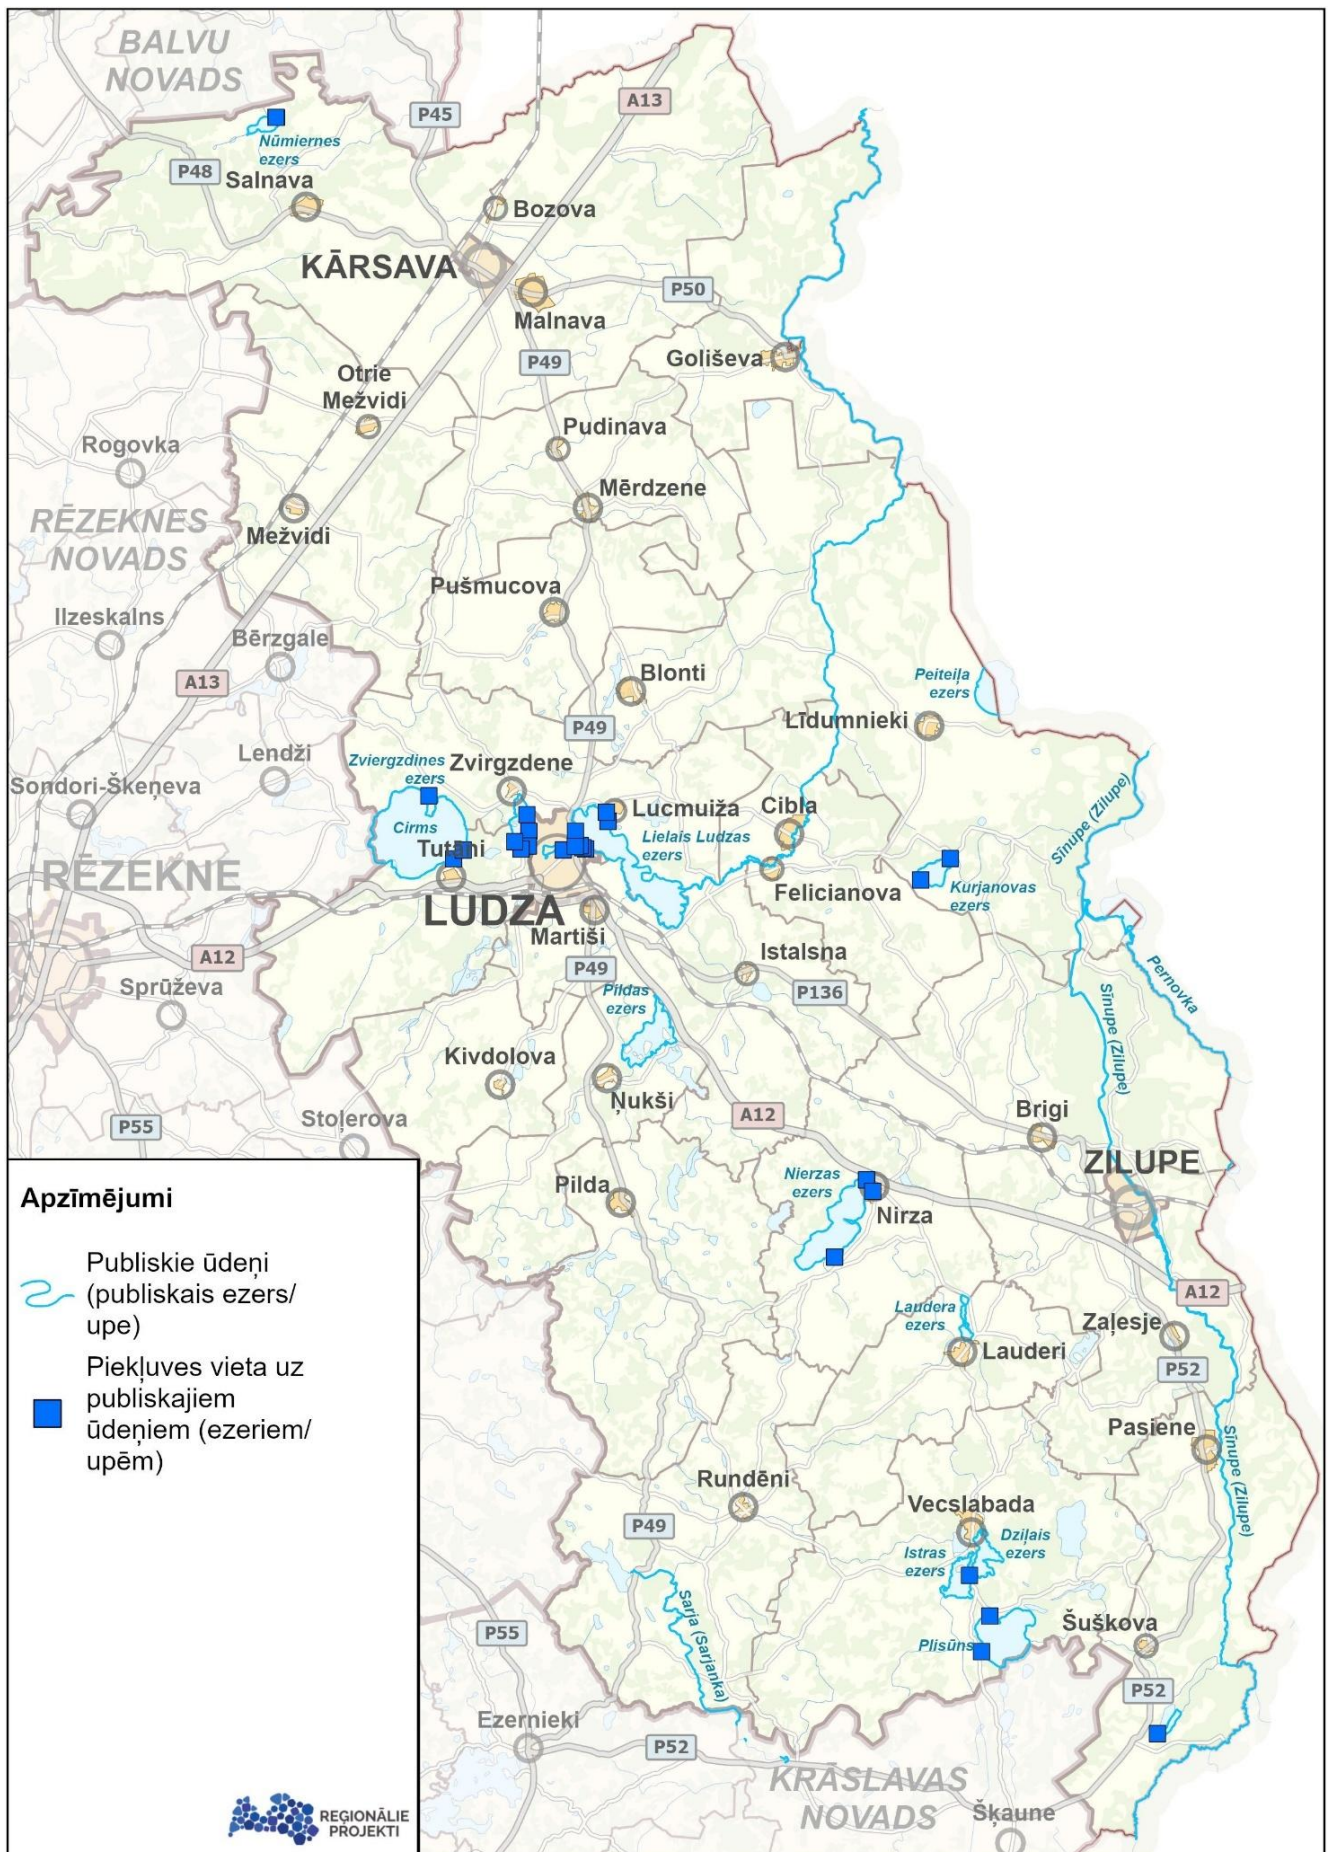 BALVU
NOVADS
P45
A13
Nūmiernes
ezers
P48
Salnava
Bozova
KĀRSAVA
P50
Malnava
Goliševa
P49
Otrie
Mežvidi
Pudinava
Rogovka
Mērdzene
RĒZEKNES
NOVADS
Mežvidi
Pušmucova
Ilzeskalns
Bērzgale
A13
Blonti
Peiteļa
ezers
P49
Līdumnieki
Lendži
Zviergzdines
ezers
Zvirgzdene
Sondori-Šķeņeva
Lucmuiža
Cibla
Sīnupe (Zilupe)
Cirms
Lielais Ludzas
ezers
Tutāni
RĒZEKNE
Feliсianova
Kurjanovas
ezers
LUDZA
Martiši
Istalsna
A12
P49
Pernovka
Sprūževa
Pildas
ezers
P136
Sīnupe (Zilupe)
Kivdolova
Ņukši
Stoļerova
A12
Brigi
P55
ZILUPE
Nierzas
ezers
Pilda
Nirza
Apzīmējumi
Publiskie ūdeņi
(publiskais ezers/
upe)
Piekļuves vieta uz
publiskajiem
ūdeņiem (ezeriem/
upēm)
A12
Laudera
ezers
Zaļesje
Lauderi
P52
Pasiene
Sīnupe (Zilupe)
Rundēni
Vecslabada
P49
Dziļais
ezers
Istras
ezers
Sarja (Sarjanka)
P55
Plisūns
Šuškova
P52
Ezernieki
P52
KRĀSLAVAS
NOVADS
Šķaune
REĢIONĀLIE
PROJEKTI